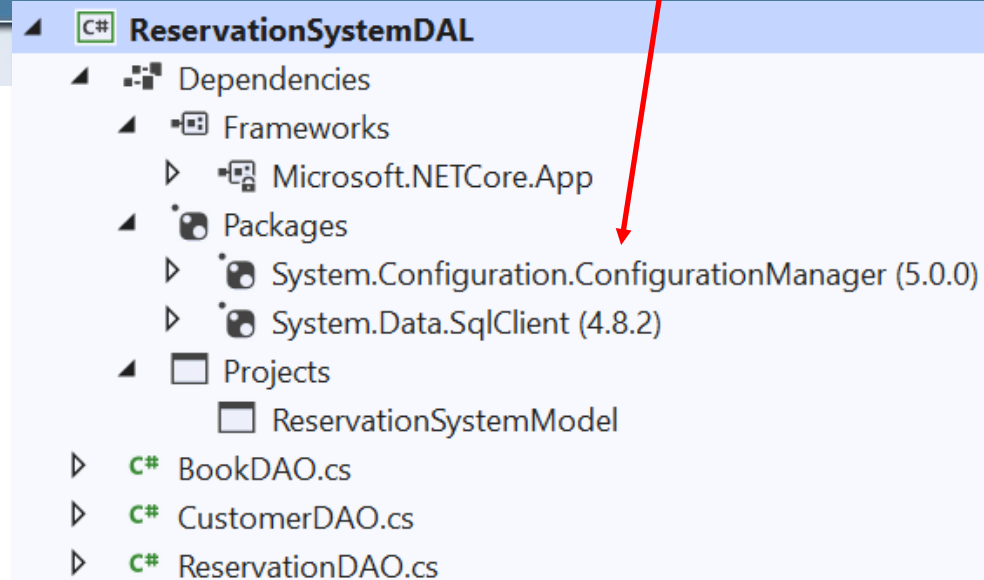 C# ReservationSystemDAL
Dependencies
Frameworks
Microsoft.NETCore.App
Packages
System.Configuration.ConfigurationManager (5.0.0)
System.Data.SqlClient (4.8.2)
Projects
ReservationSystemModel
C# BookDAO.cs
C# CustomerDAO.cs
C# ReservationDAO.cs